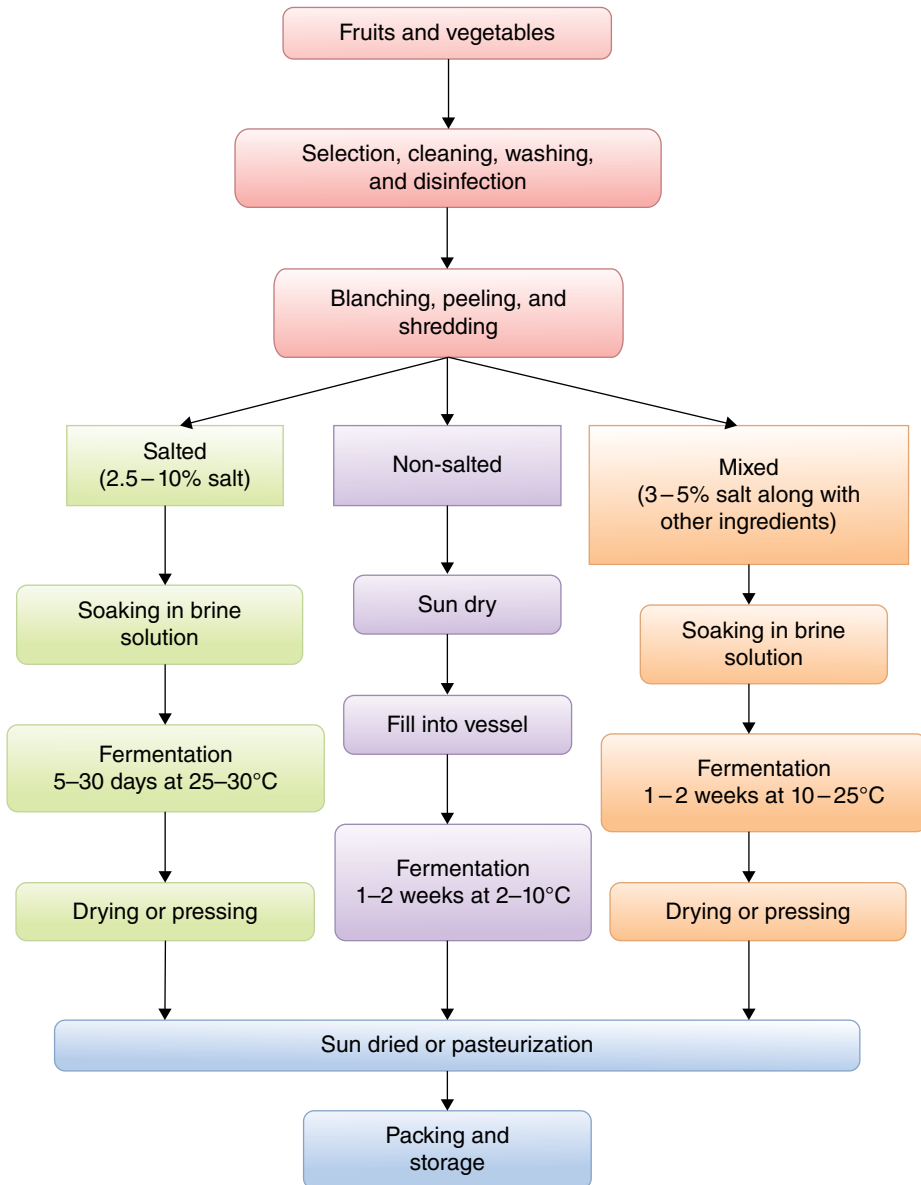 Fruits and vegetables
Selection, cleaning, washing,
and disinfection
Blanching, peeling, and
shredding
Salted
(2.5–10% salt)
Soaking in brine
solution
Fermentation
5–30 days at 25–30°C
Drying or pressing
Non-salted
Sun dry
Fill into vessel
Fermentation
1–2 weeks at 2–10°C
Mixed
(3–5% salt along with
other ingredients)
Soaking in brine
solution
Fermentation
1–2 weeks at 10–25°C
Drying or pressing
Sun dried or pasteurization
Packing and
storage